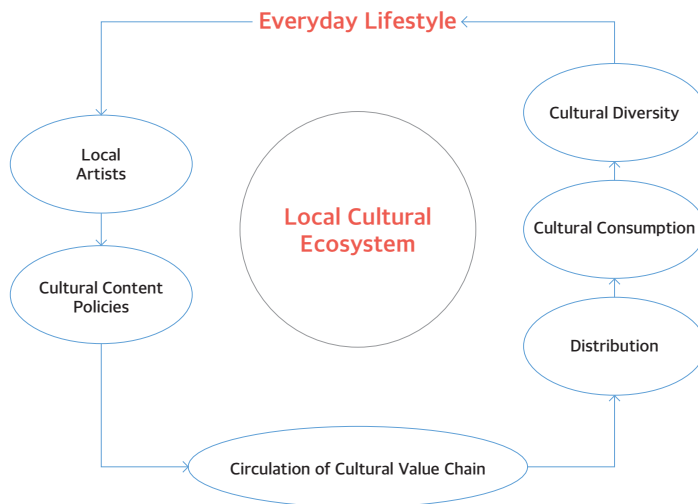 Everyday Lifestyle
Local
Artists
Cultural Content
Policies
Circulation of Cultural Value Chain
Distribution
Cultural Consumption
Cultural Diversity
Local Cultural
Ecosystem